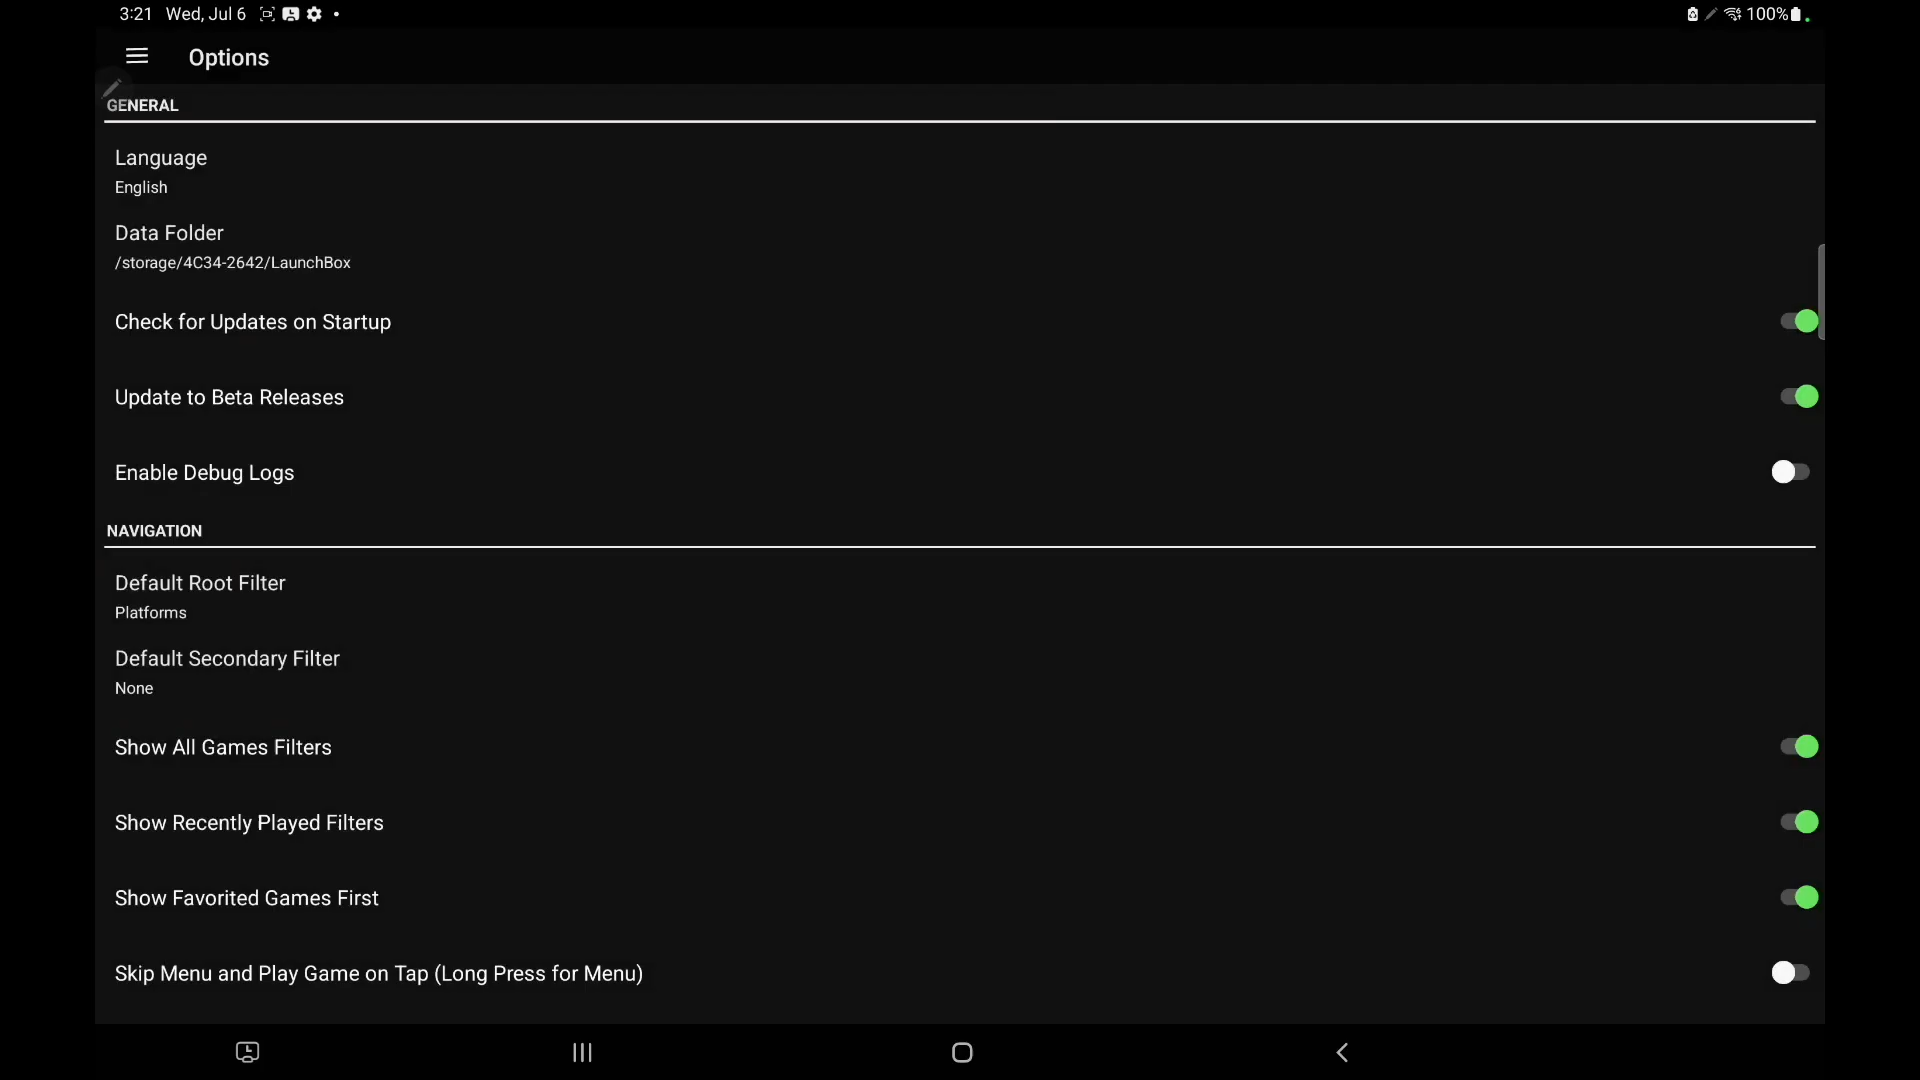 3:21 Wed, Jul 6
100%
Options
GENERAL
Language
English
Data Folder
/storage/4C34-2642/LaunchBox
Check for Updates on Startup
Update to Beta Releases
Enable Debug Logs
NAVIGATION
Default Root Filter
Platforms
Default Secondary Filter
None
Show All Games Filters
Show Recently Played Filters
Show Favorited Games First
Skip Menu and Play Game on Tap (Long Press for Menu)